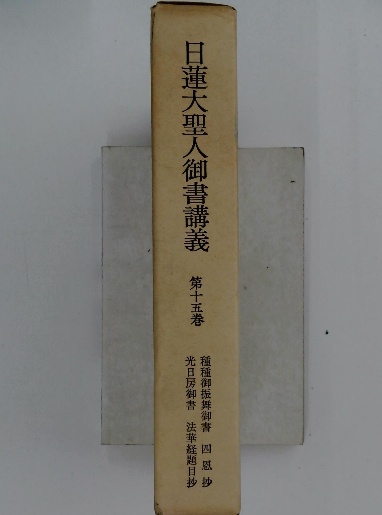 日蓮大聖人御書講義
第十五巻
種種御振舞御書 四恩抄
光日房御書 法華経題目抄